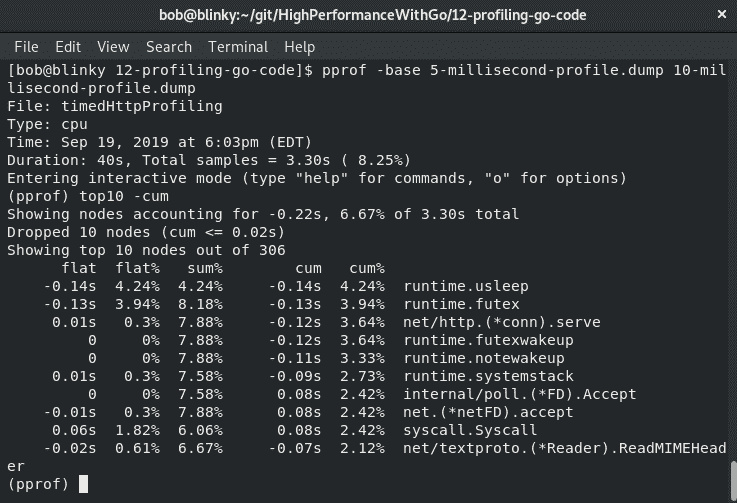 bob@blinky:~/git/HighPerformanceWithGo/12-profiling-go-code ×
File Edit View Search Terminal Help
[bob@blinky 12-profiling-go-code]$ pprof -base 5-millisecond-profile.dump 10-mil
lisecond-profile.dump
File: timedHttpProfiling
Type: cpu
Time: Sep 19, 2019 at 6:03pm (EDT)
Duration: 40s, Total samples = 3.30s ( 8.25%)
Entering interactive mode (type "help" for commands, "o" for options)
(pprof) top10 -cum
Showing nodes accounting for -0.22s, 6.67% of 3.30s total
Dropped 10 nodes (cum <= 0.02s)
Showing top 10 nodes out of 306
      flat  flat%   sum%        cum   cum%
    -0.14s  4.24%  4.24%     -0.14s  4.24%  runtime.usleep
    -0.13s  3.94%  8.18%     -0.13s  3.94%  runtime.futex
     0.01s   0.3%  7.88%     -0.12s  3.64%  net/http.(*conn).serve
         0     0%  7.88%     -0.12s  3.64%  runtime.futexwakeup
         0     0%  7.88%     -0.11s  3.33%  runtime.notewakeup
     0.01s   0.3%  7.58%     -0.09s  2.73%  runtime.systemstack
         0     0%  7.58%      0.08s  2.42%  internal/poll.(*FD).Accept
    -0.01s   0.3%  7.88%      0.08s  2.42%  net.(*netFD).accept
     0.06s  1.82%  6.06%      0.08s  2.42%  syscall.Syscall
    -0.02s  0.61%  6.67%     -0.07s  2.12%  net/textproto.(*Reader).ReadMIMEHead
er
(pprof)